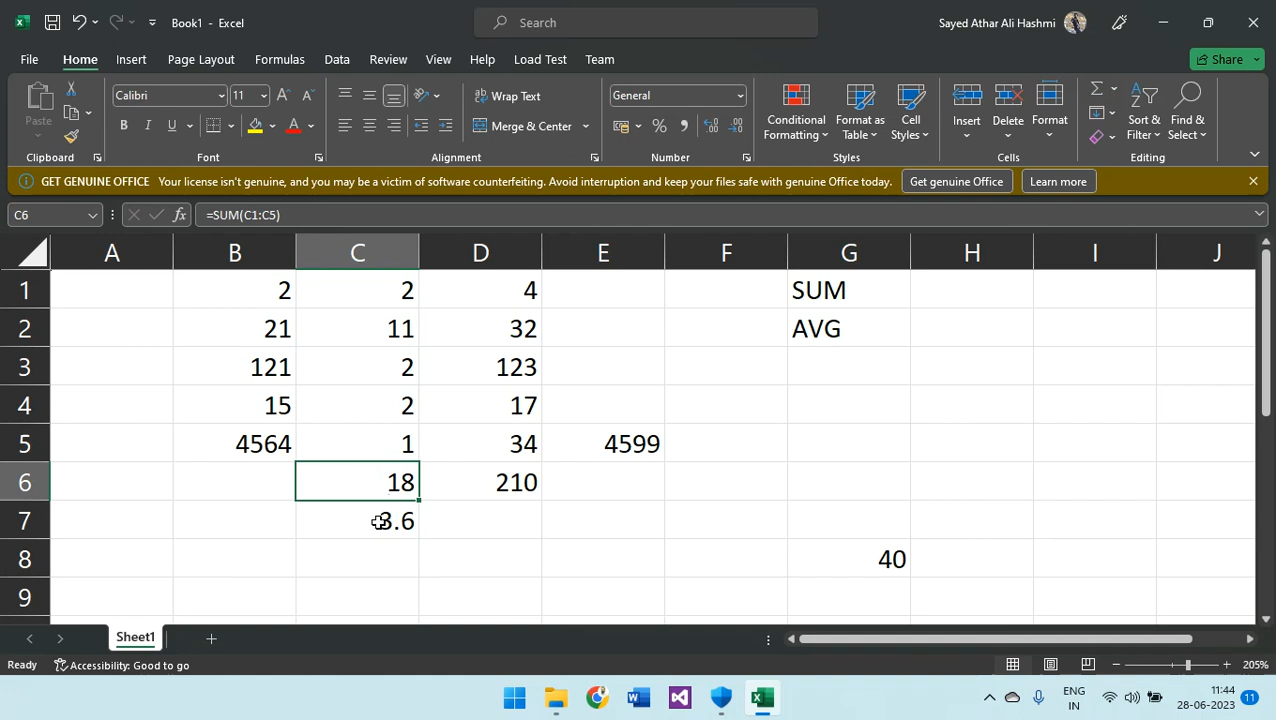 Book1 - Excel
Search
Sayed Athar Ali Hashmi
File Home Insert Page Layout Formulas Data Review View Help Load Test Team
Share
Paste
Calibri 11
Wrap Text
General
Merge & Center
Conditional Formatting
Format as Table
Cell Styles
Insert Delete Format
Sort & Filter
Find & Select
Clipboard Font Alignment Number Styles Cells Editing
GET GENUINE OFFICE Your license isn't genuine, and you may be a victim of software counterfeiting. Avoid interruption and keep your files safe with genuine Office today. Get genuine Office Learn more
C6 fx =SUM(C1:C5)
A B C D E F G H I J
1 2 2 4 SUM
2 21 11 32 AVG
3 121 2 123
4 15 2 17
5 4564 1 34 4599
6 18 210
7 3.6
8 40
9
Sheet1
Ready Accessibility: Good to go 205%
ENG 11:44
IN 28-06-2023 11